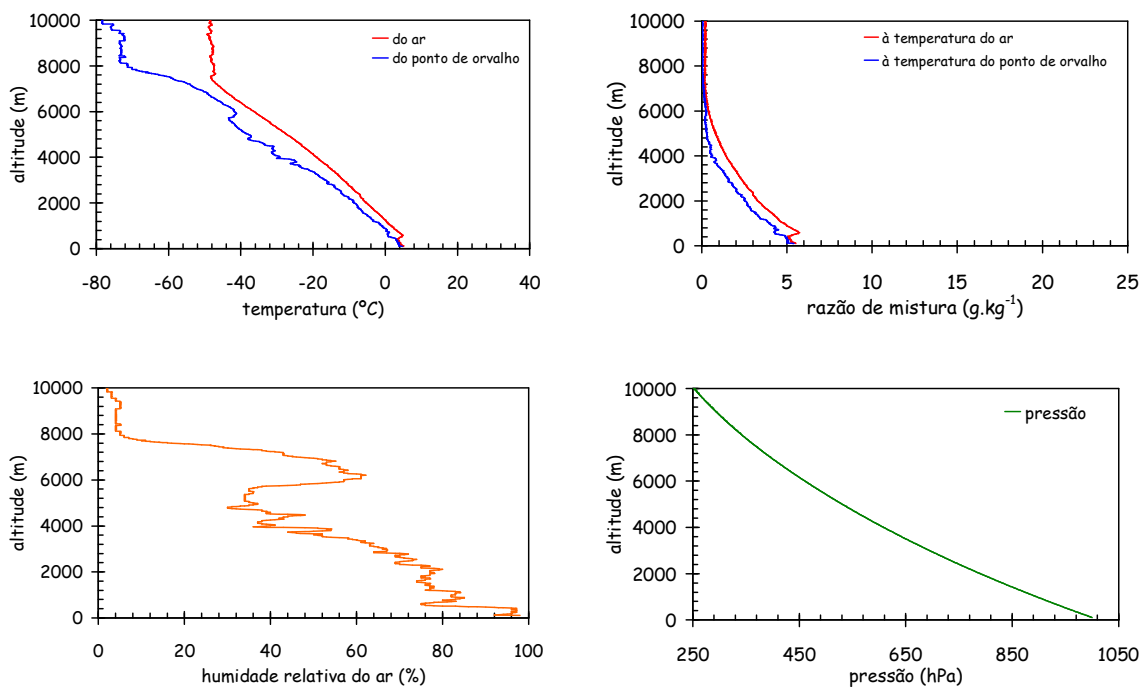 10000
8000
6000
4000
2000
0
altitude (m)
do ar
do ponto de orvalho
-80 -60 -40 -20 0 20 40
temperatura (ºC)
10000
8000
6000
4000
2000
0
altitude (m)
à temperatura do ar
à temperatura do ponto de orvalho
0 5 10 15 20 25
razão de mistura (g.kg-1)
10000
8000
6000
4000
2000
0
altitude (m)
0 20 40 60 80 100
humidade relativa do ar (%)
10000
8000
6000
4000
2000
0
altitude (m)
pressão
250 450 650 850 1050
pressão (hPa)